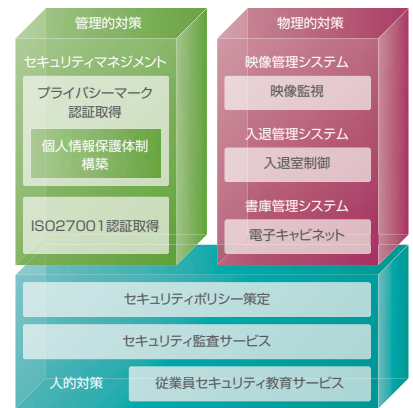 管理的対策
セキュリティマネジメント
プライバシーマーク
認証取得
個人情報保護体制
構築
ISO27001認証取得
物理的対策
映像管理システム
映像監視
入退管理システム
入退室制御
書庫管理システム
電子キャビネット
セキュリティポリシー策定
セキュリティ監査サービス
人的対策
従業員セキュリティ教育サービス